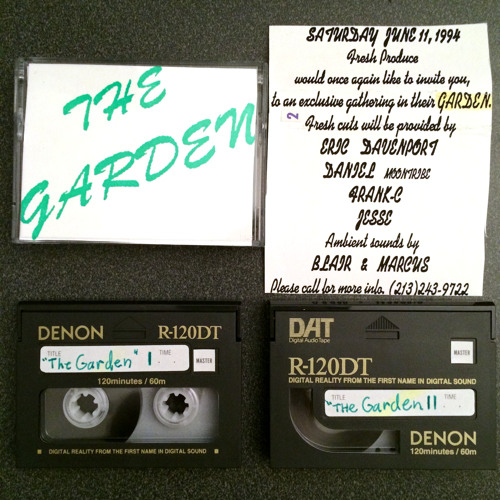 THE
GARDEN
SATURDAY JUNE 11, 1994
Fresh Produce
would once again like to invite you,
to an exclusive gathering in their GARDEN.
2
Fresh cuts will be provided by
ERIC DAVENPORT
DANIEL MOONTRIBE
FRANK-C
JESSE
Ambient sounds by
BLAIR & MARCUS
Please call for more info. (213)243-9722
DENON R-120DT
TITLE TIME
"The Garden" I
MASTER
120minutes / 60m
DIGITAL REALITY FROM THE FIRST NAME IN DIGITAL SOUND
DAT
Digital Audio Tape
R-120DT
MASTER
DIGITAL REALITY FROM THE FIRST NAME IN DIGITAL SOUND
TITLE TIME
"THe Garden II
DENON
120minutes / 60m